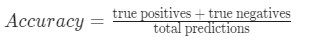 Accuracy = true positives + true negatives / total predictions